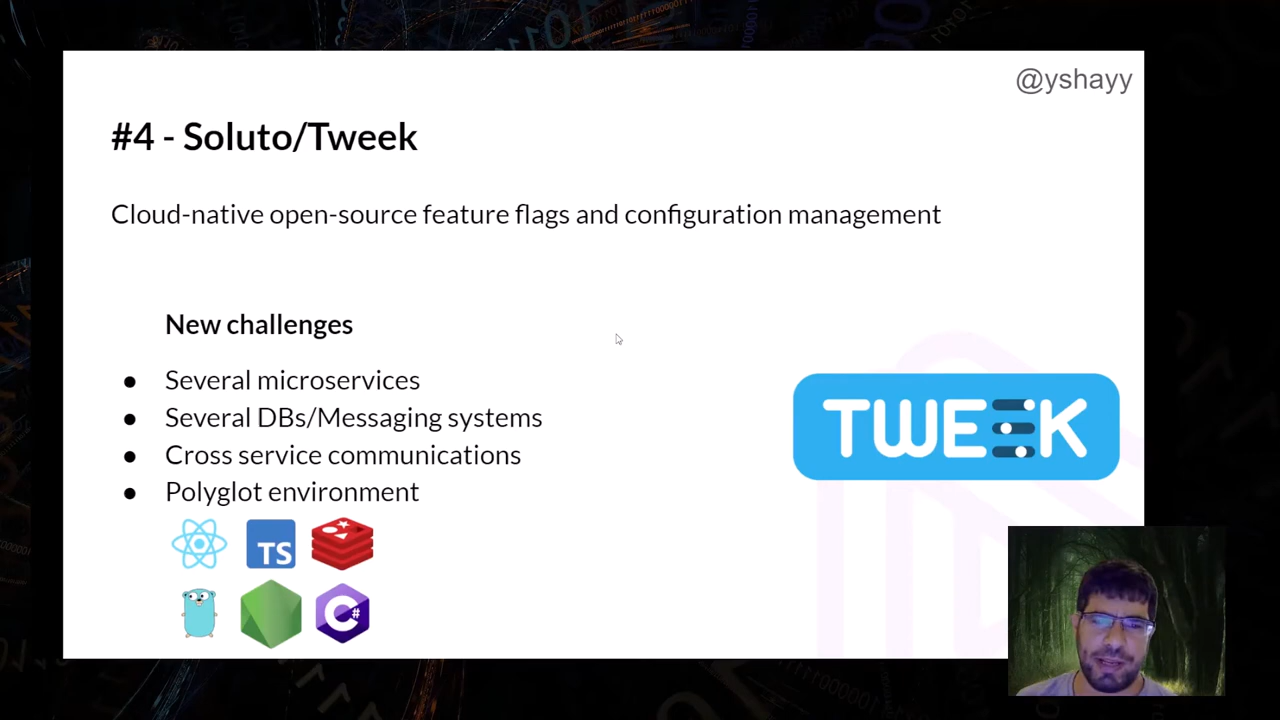 @yshayy
#4 - Soluto/Tweek
Cloud-native open-source feature flags and configuration management
New challenges
● Several microservices
● Several DBs/Messaging systems
● Cross service communications
● Polyglot environment
TWEEK
TS
C#